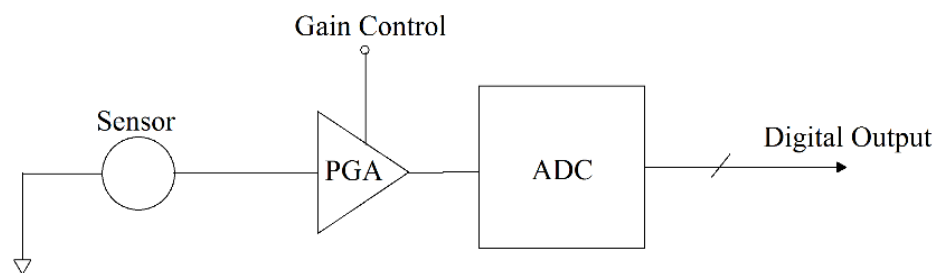 Gain Control
Sensor
PGA
ADC
Digital Output